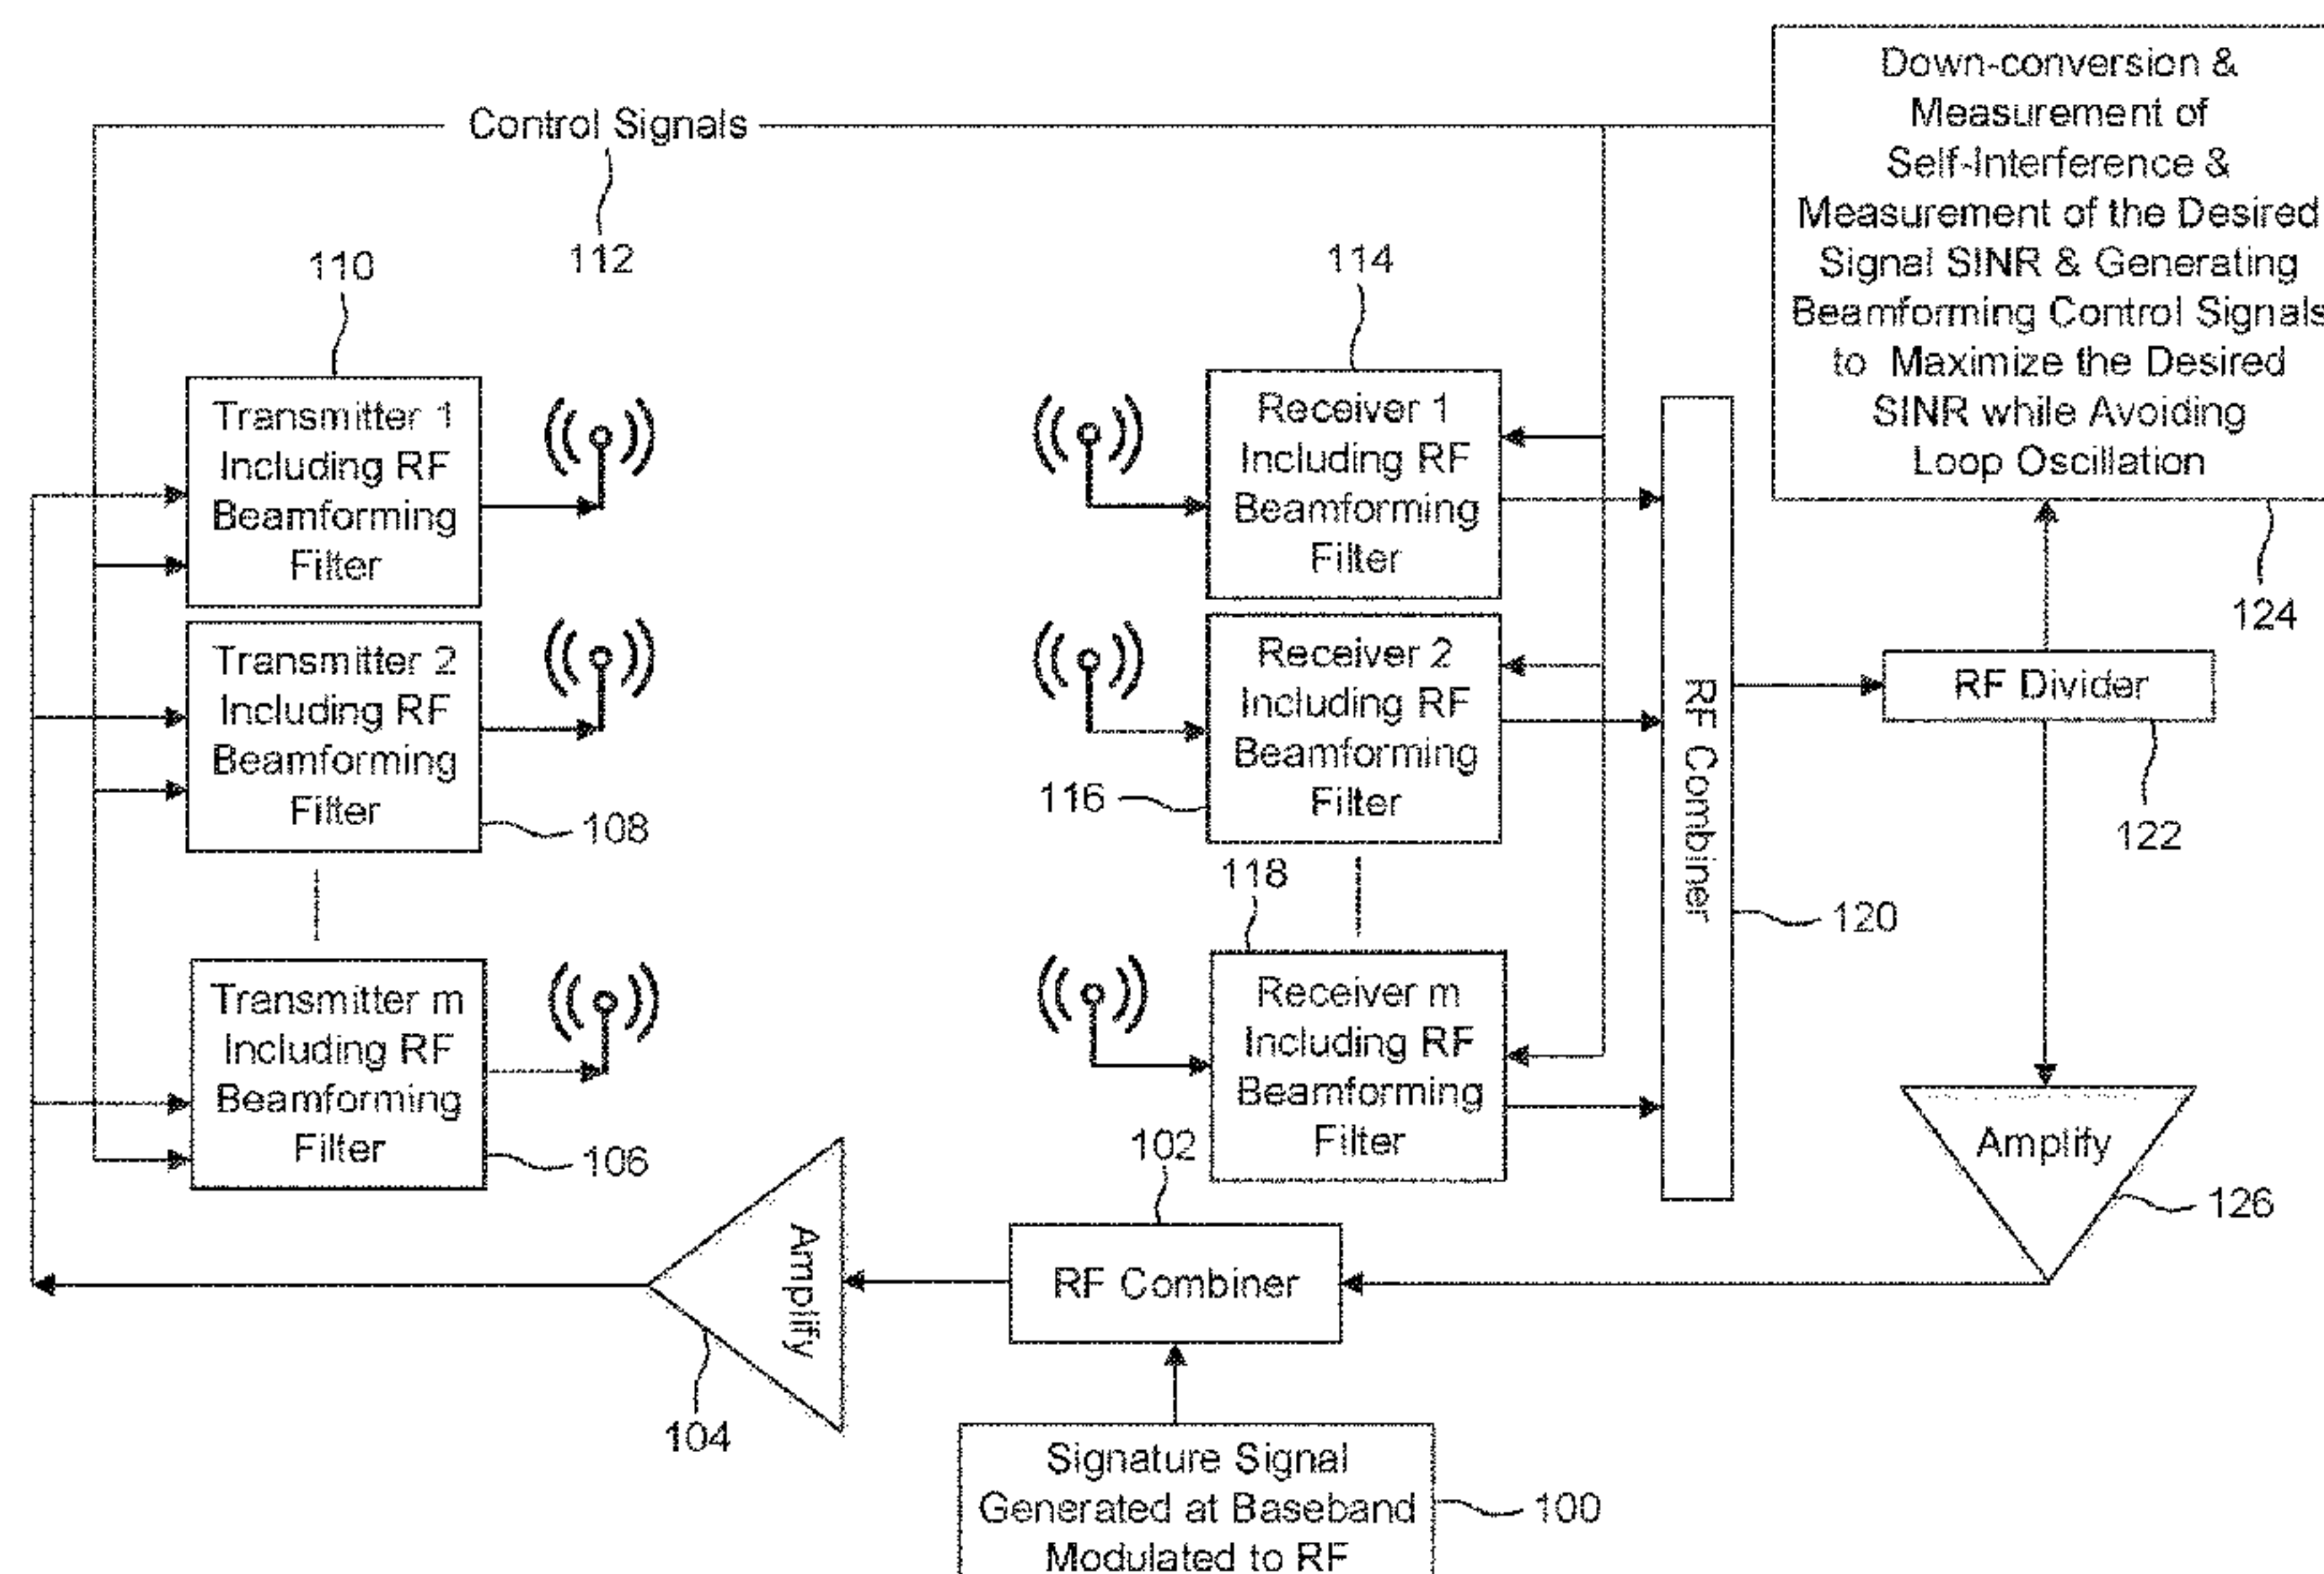 Down-conversion &
Measurement of
Self-Interference &
Measurement of the Desired
Signal SINR & Generating
Beamforming Control Signals
to Maximize the Desired
SINR while Avoiding
Loop Oscillation
124
Control Signals
112
110
Transmitter 1
Including RF
Beamforming
Filter
Transmitter 2
Including RF
Beamforming
Filter
108
Transmitter m
Including RF
Beamforming
Filter
106
114
Receiver 1
Including RF
Beamforming
Filter
Receiver 2
Including RF
Beamforming
Filter
116
118
Receiver m
Including RF
Beamforming
Filter
RF Combiner
120
RF Divider
122
Amplify
126
102
RF Combiner
Amplify
104
Signature Signal
Generated at Baseband
Modulated to RF
100